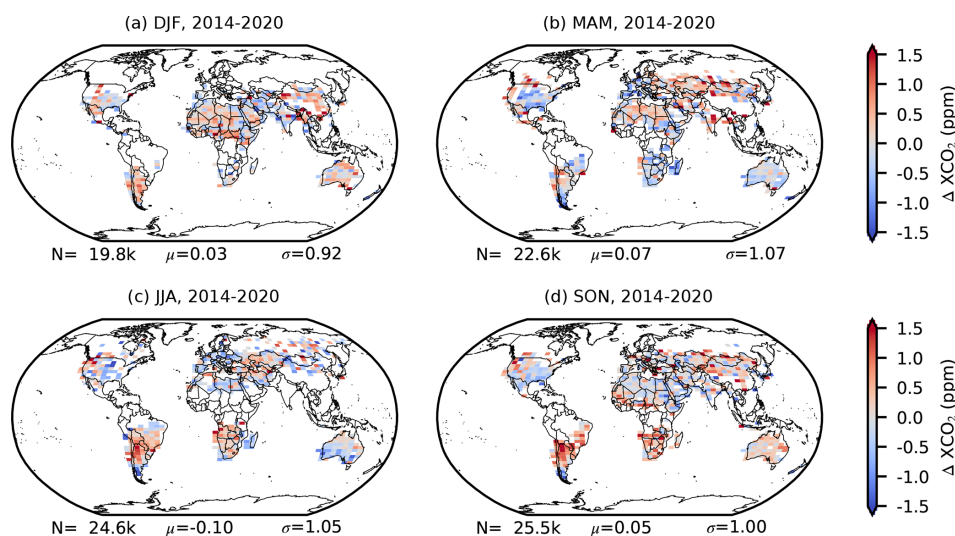 (a) DJF, 2014-2020
(b) MAM, 2014-2020
1.5
1.0
0.5
0.0
-0.5
-1.0
-1.5
Δ XCO₂ (ppm)
N= 19.8k μ=0.03 σ=0.92
N= 22.6k μ=0.07 σ=1.07
(c) JJA, 2014-2020
(d) SON, 2014-2020
1.5
1.0
0.5
0.0
-0.5
-1.0
-1.5
Δ XCO₂ (ppm)
N= 24.6k μ=-0.10 σ=1.05
N= 25.5k μ=0.05 σ=1.00